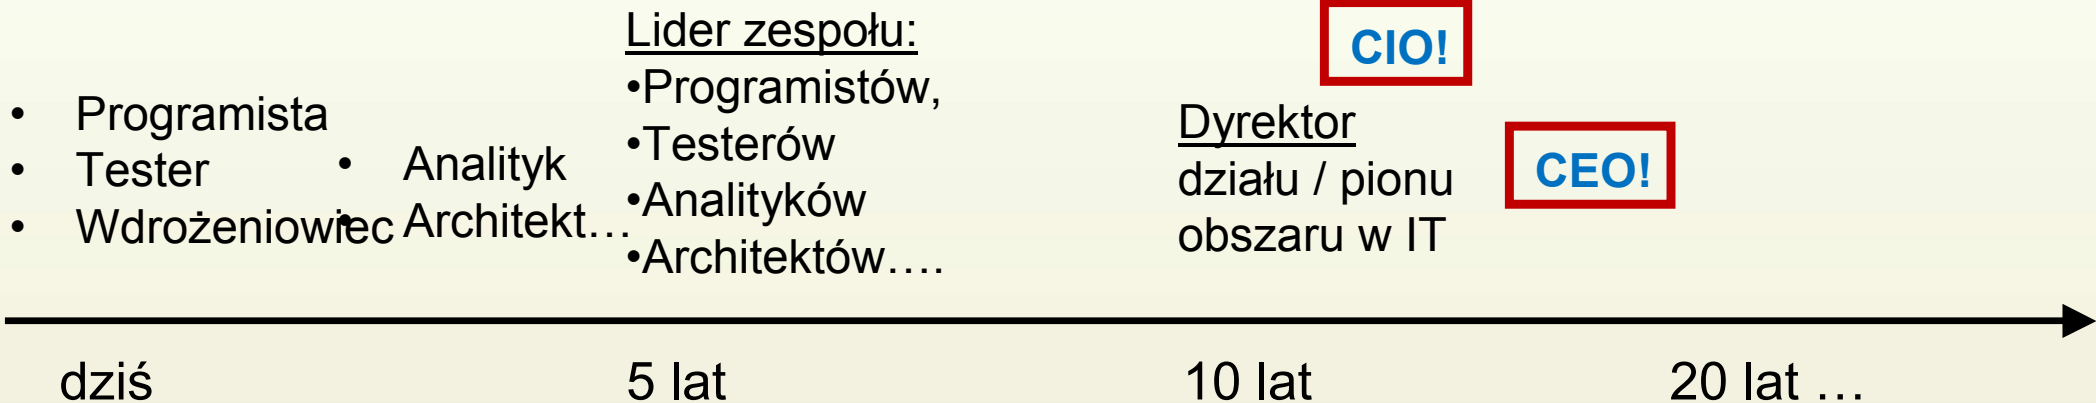 • Programista
• Tester
• Wdrożeniowiec
• Analityk
• Architekt…
Lider zespołu:
•Programistów,
•Testerów
•Analityków
•Architektów….
CIO!
Dyrektor
działu / pionu
obszaru w IT
CEO!
dziś
5 lat
10 lat
20 lat …